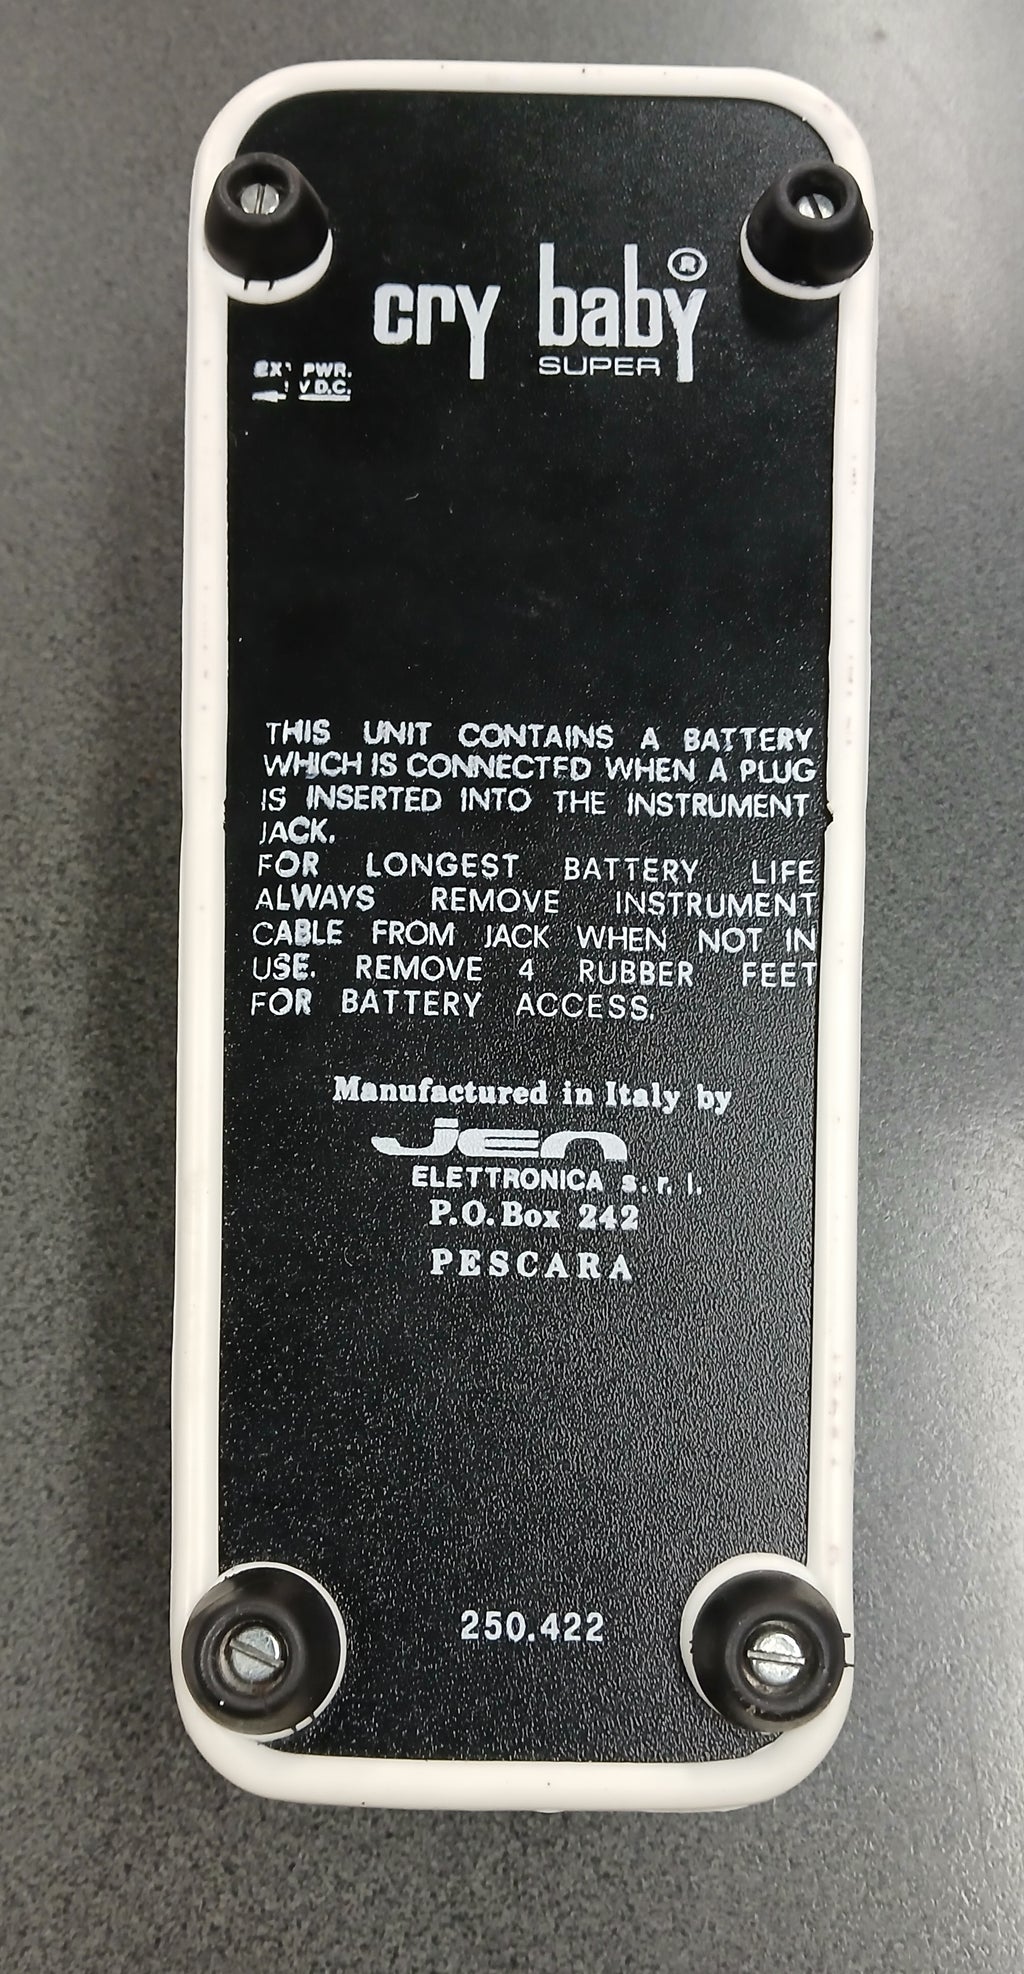 cry baby®
SUPER
PWR.
V D.C.
THIS UNIT CONTAINS A BATTERY
WHICH IS CONNECTED WHEN A PLUG
IS INSERTED INTO THE INSTRUMENT
JACK.
FOR LONGEST BATTERY LIFE
ALWAYS REMOVE INSTRUMENT
CABLE FROM JACK WHEN NOT IN
USE. REMOVE 4 RUBBER FEET
FOR BATTERY ACCESS.
Manufactured in Italy by
Jen
ELETTRONICA s.r.l.
P.O. Box 242
PESCARA
250.422